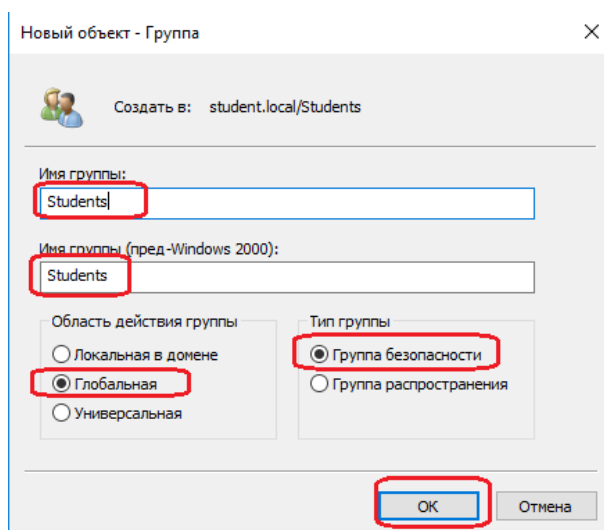 Новый объект - Группа
Создать в: student.local/Students
Имя группы:
Students
Имя группы (пред-Windows 2000):
Students
Область действия группы
Локальная в домене
Глобальная
Универсальная
Тип группы
Группа безопасности
Группа распространения
ОК
Отмена